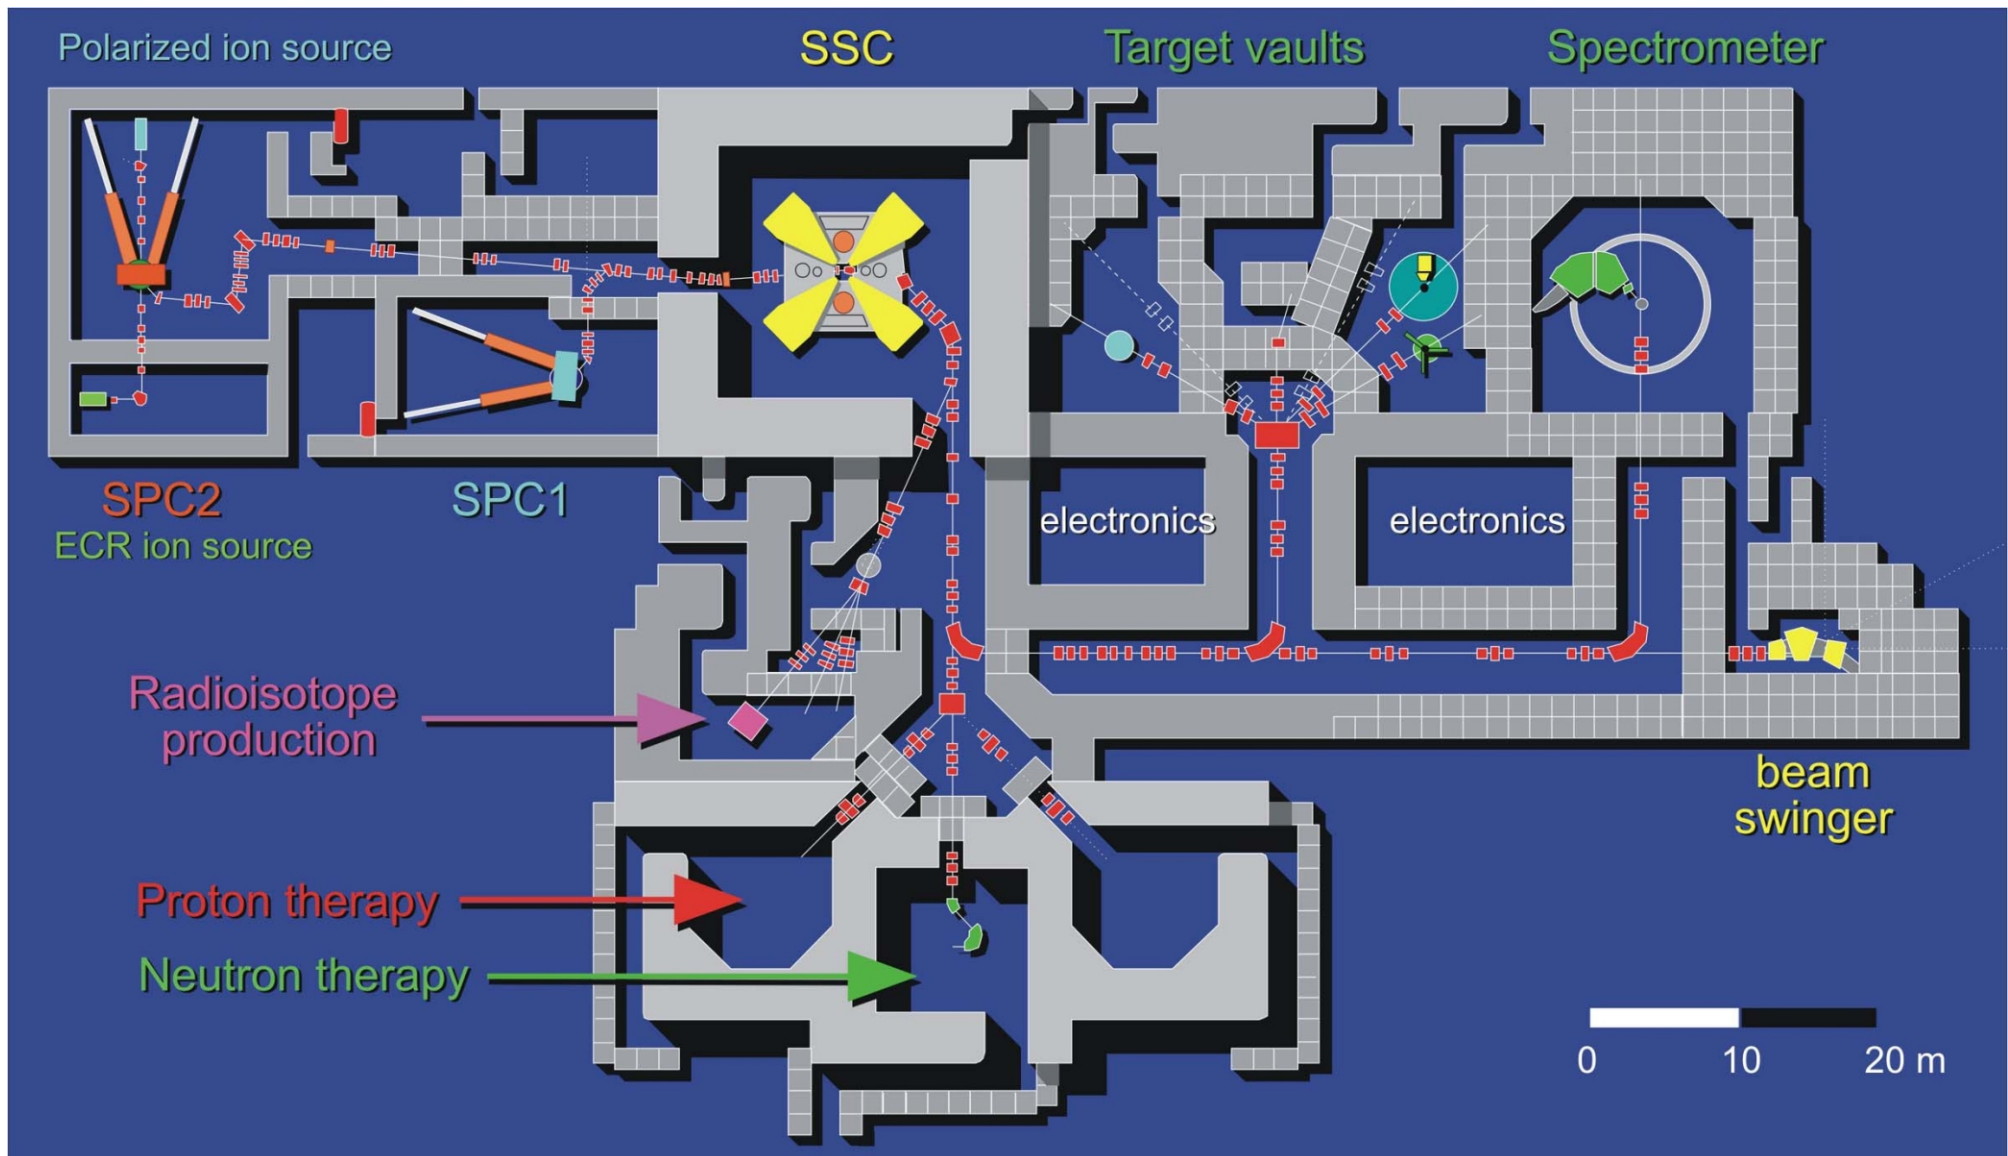 Polarized ion source
SSC
Target vaults
Spectrometer
SPC2
ECR ion source
SPC1
electronics
electronics
Radioisotope
production
beam
swinger
Proton therapy
Neutron therapy
0 10 20 m